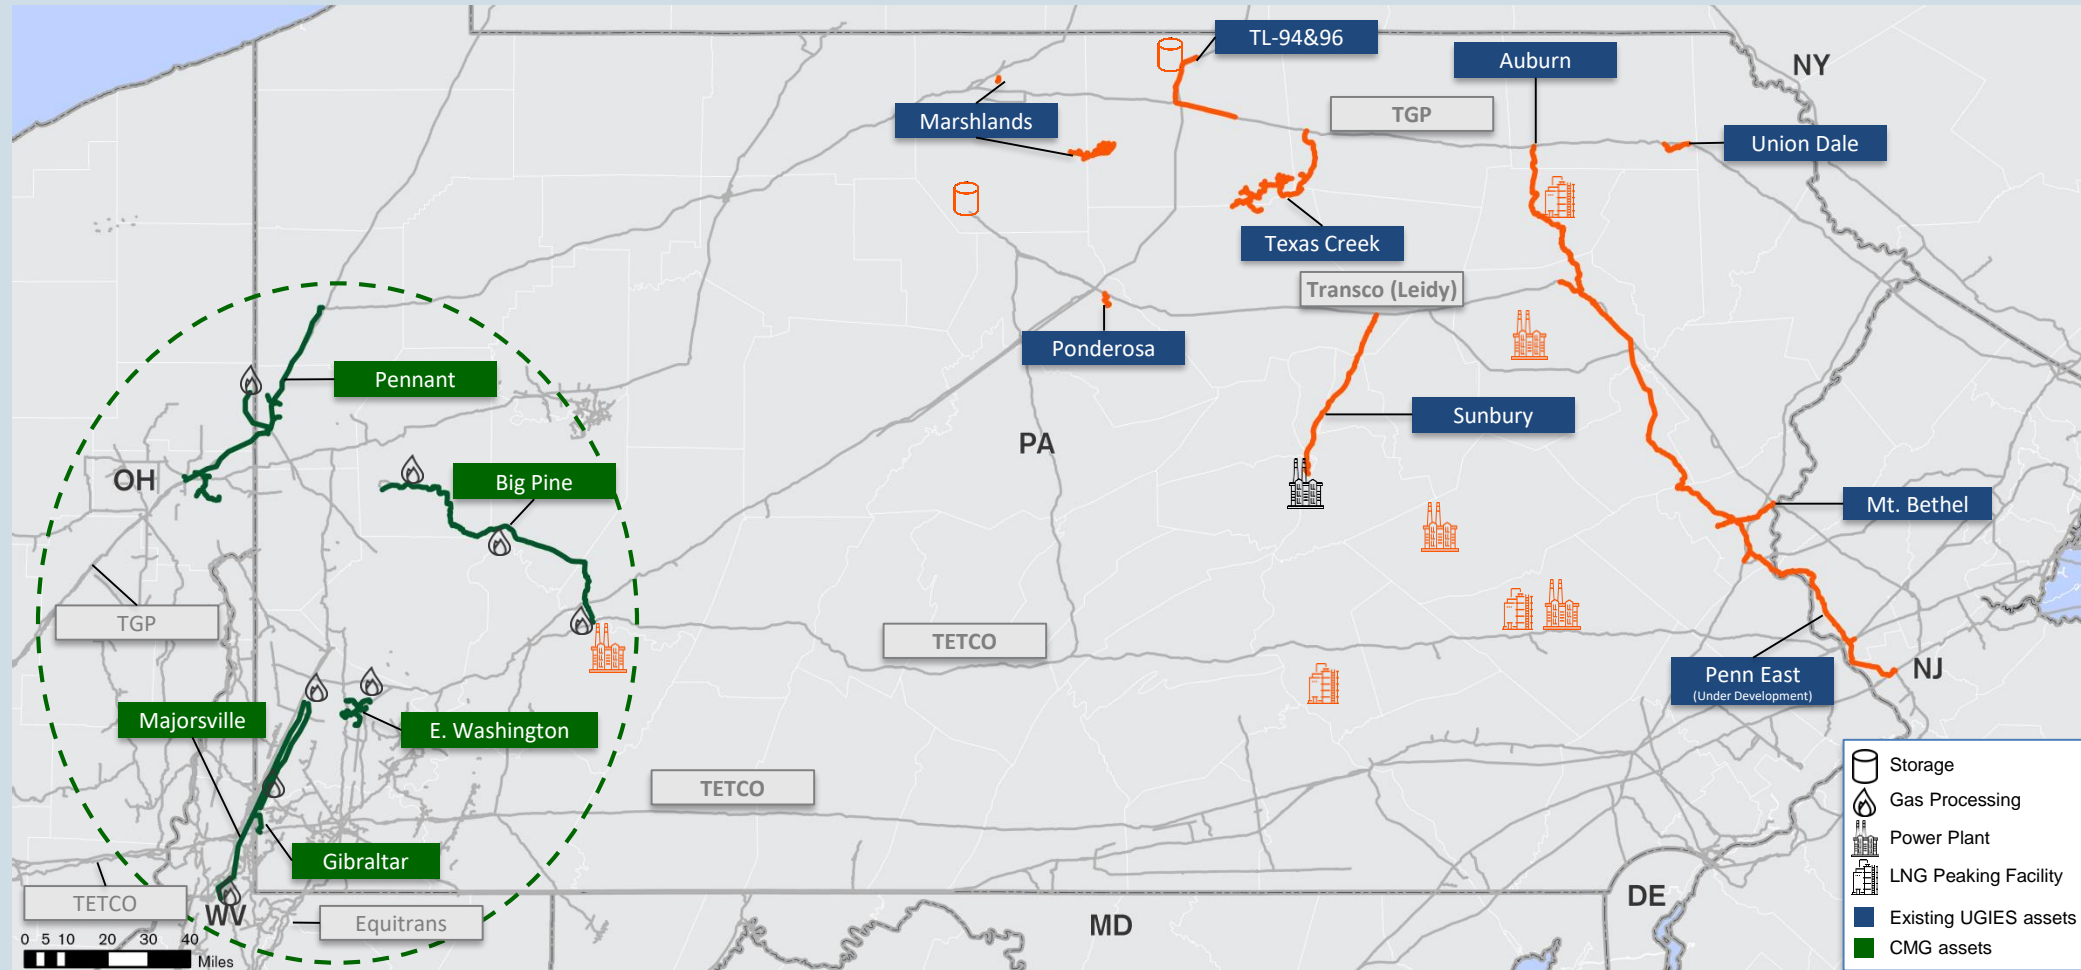 TL-94&96
Auburn
NY
Marshlands
TGP
Union Dale
Texas Creek
Transco (Leidy)
Ponderosa
Pennant
Sunbury
PA
OH
Big Pine
Mt. Bethel
TGP
TETCO
Penn East
(Under Development)
NJ
Majorsville
E. Washington
TETCO
Gibraltar
TETCO
WV
Equitrans
MD
DE
0 5 10 20 30 40
Miles
Storage
Gas Processing
Power Plant
LNG Peaking Facility
Existing UGIES assets
CMG assets